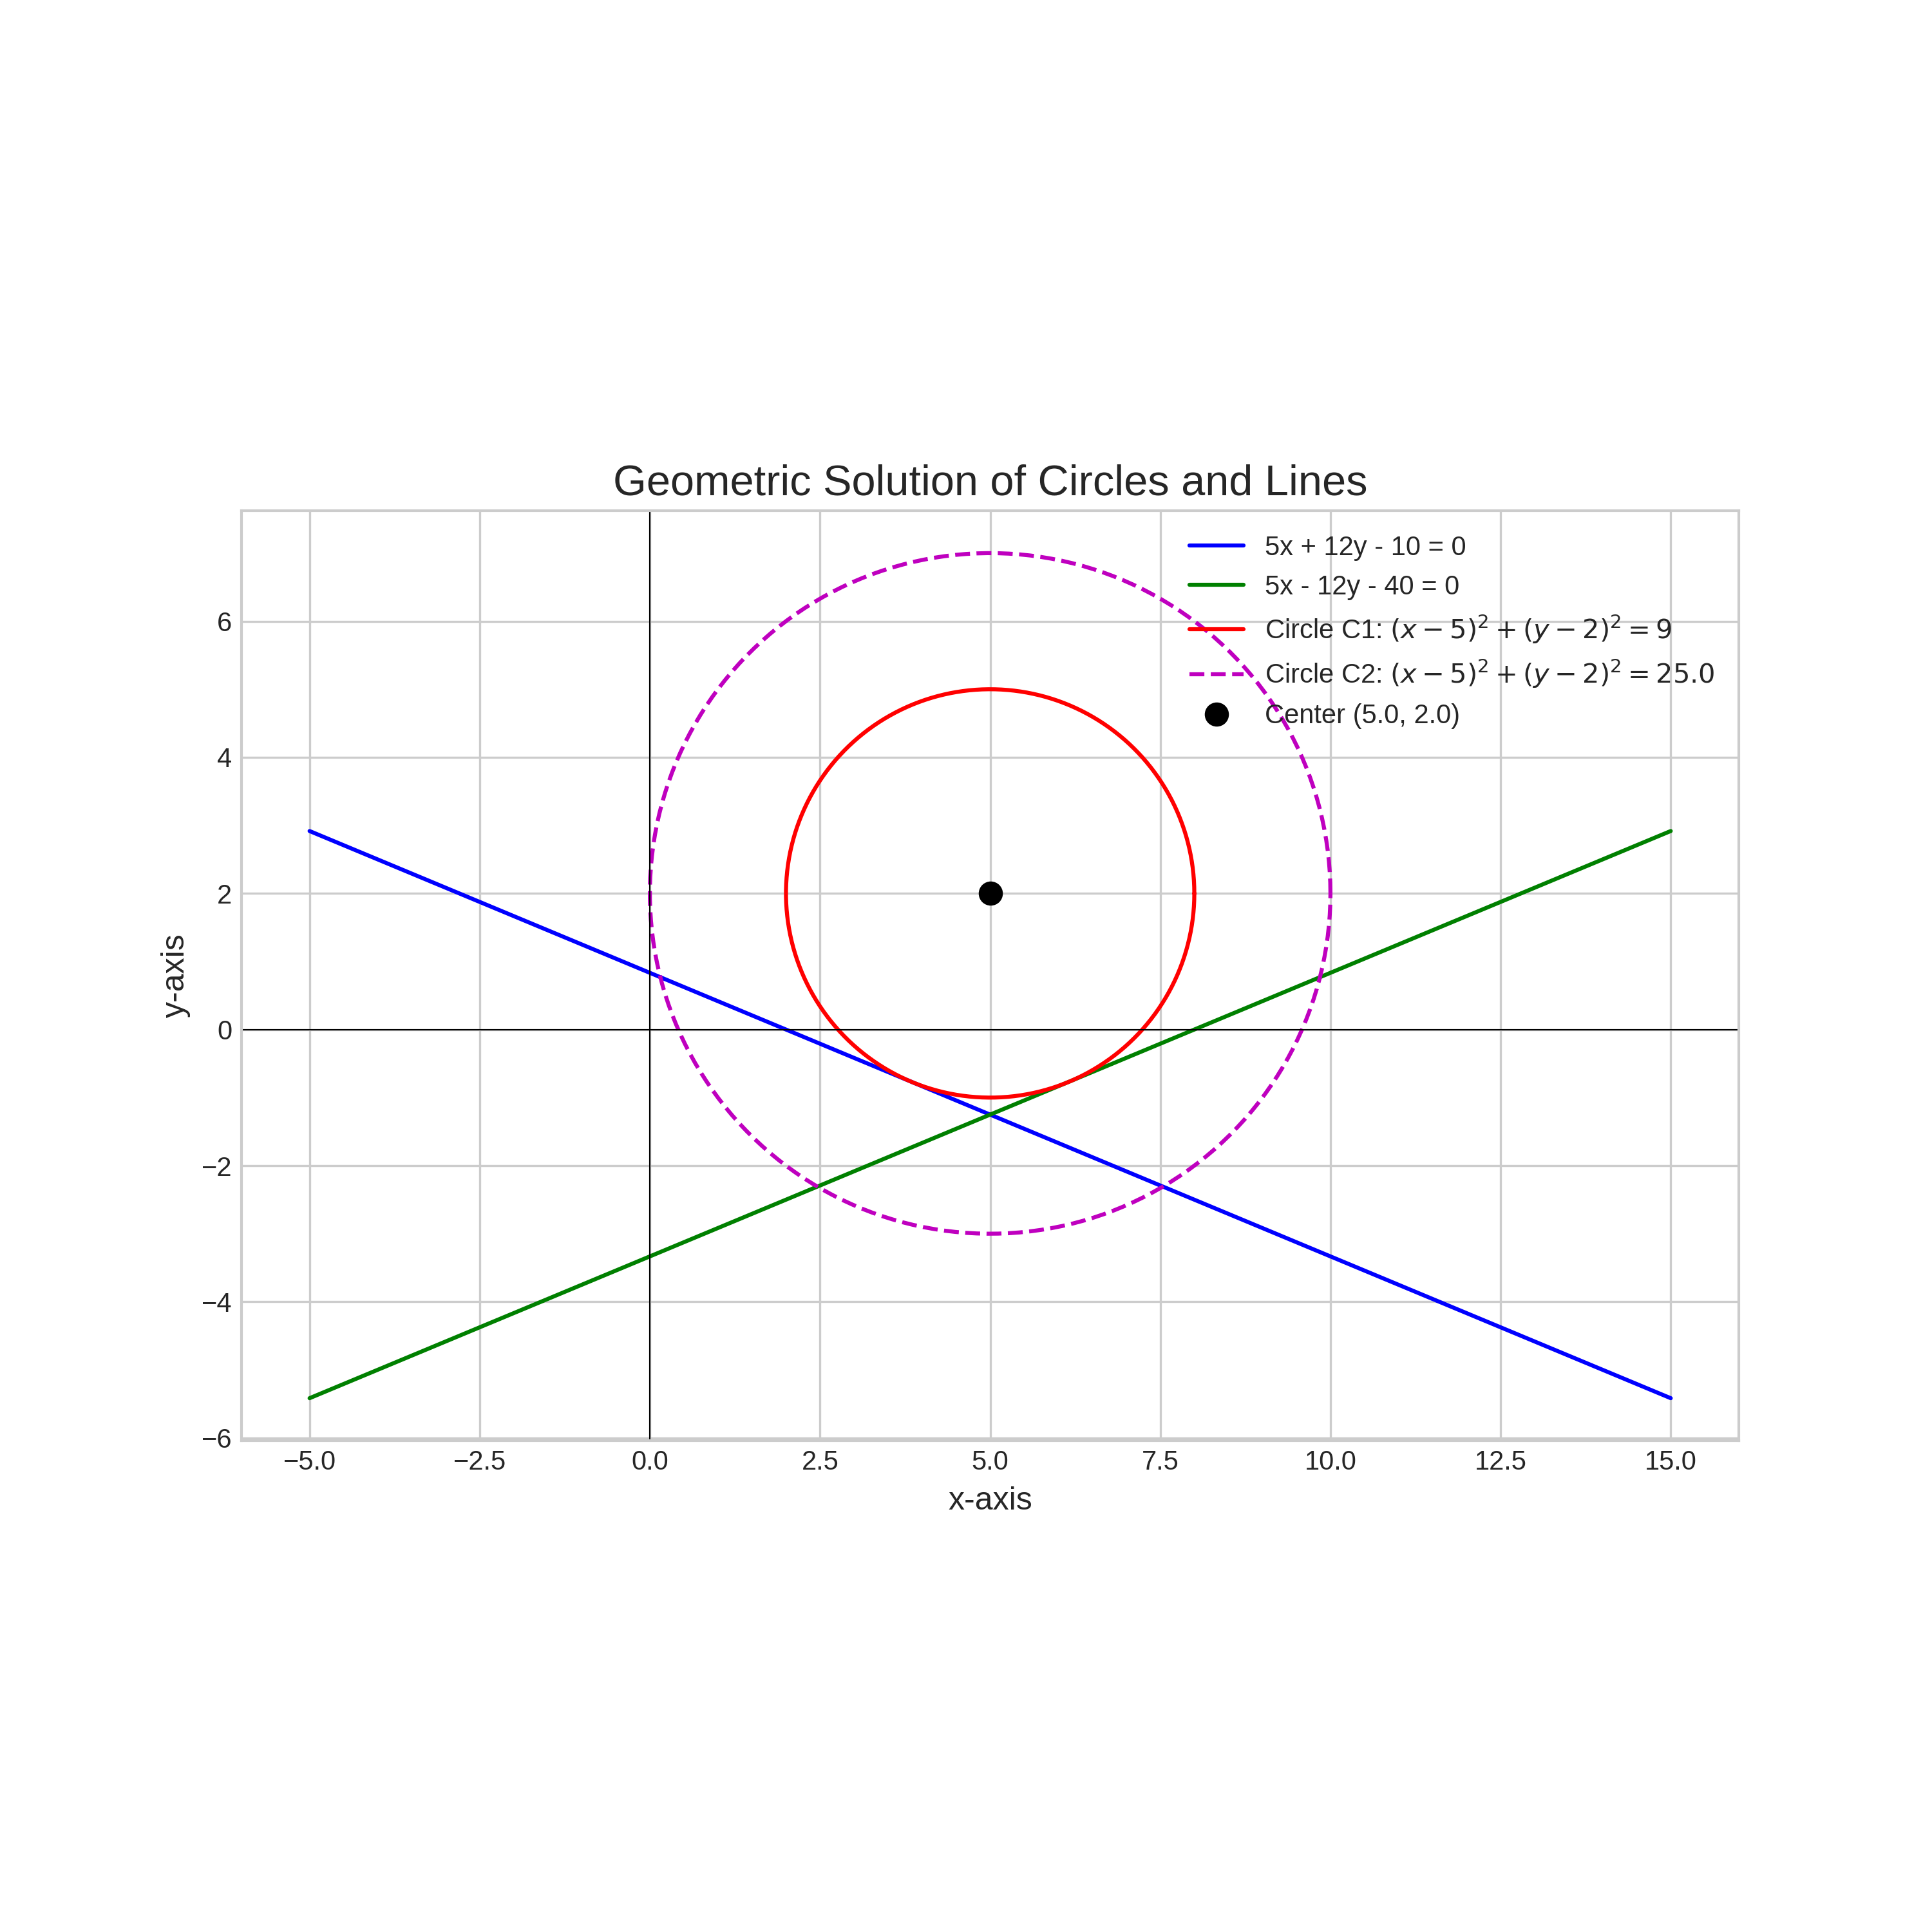 Geometric Solution of Circles and Lines
5x + 12y - 10 = 0
5x - 12y - 40 = 0
Circle C1: (x − 5)² + (y − 2)² = 9
Circle C2: (x − 5)² + (y − 2)² = 25.0
Center (5.0, 2.0)
6
4
2
0
−2
−4
−6
y-axis
−5.0 −2.5 0.0 2.5 5.0 7.5 10.0 12.5 15.0
x-axis